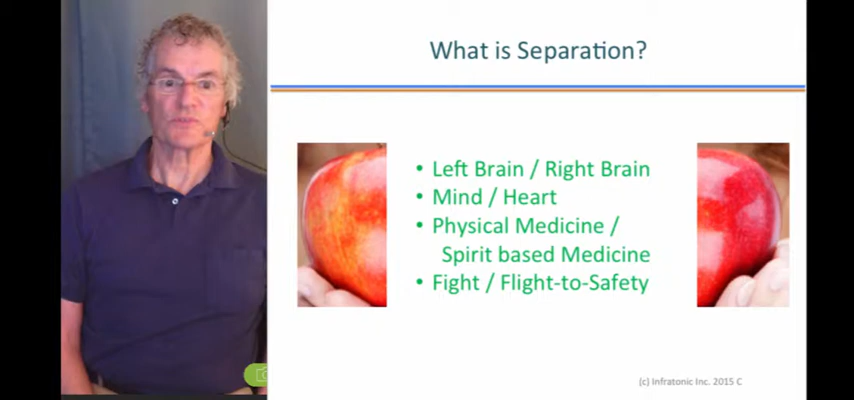 What is Separation?
• Left Brain / Right Brain
• Mind / Heart
• Physical Medicine /
Spirit based Medicine
• Fight / Flight-to-Safety
(c) Infratonic Inc. 2015 C